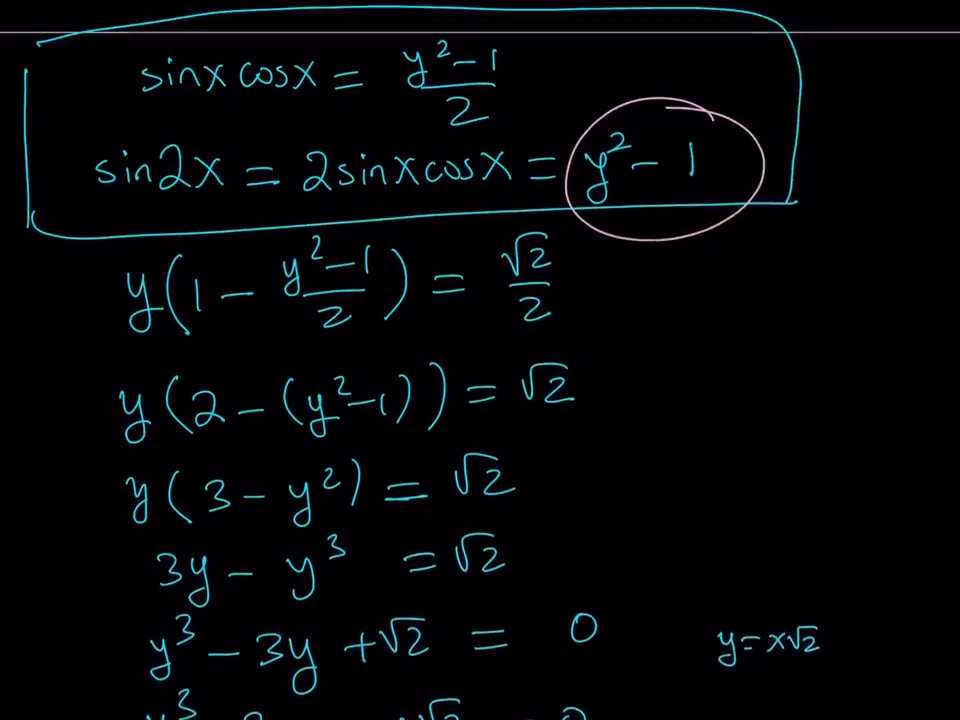 sinx cosx = (y² − 1)/2
sin2x = 2sinx cosx = y² − 1
y(1 − (y² − 1)/2) = √2/2
y(2 − (y² − 1)) = √2
y(3 − y²) = √2
3y − y³ = √2
y³ − 3y + √2 = 0
y = x√2